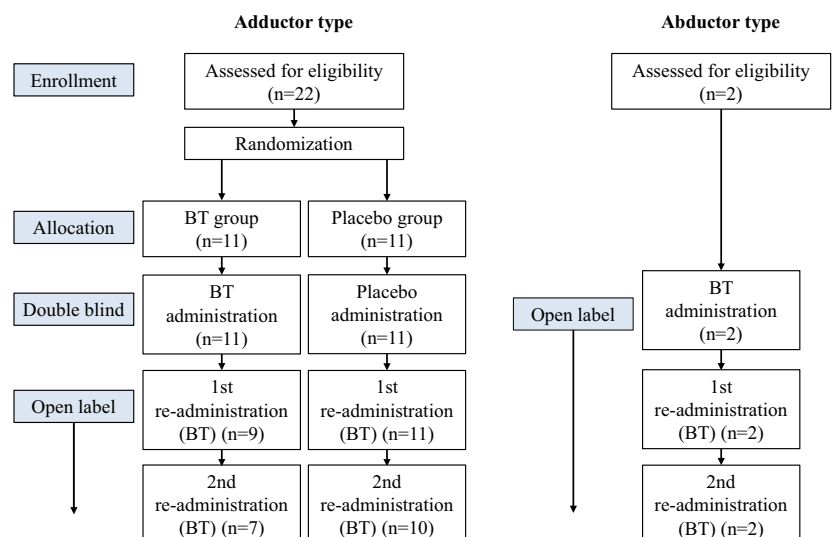 Adductor type
Abductor type
Enrollment
Assessed for eligibility
(n=22)
Assessed for eligibility
(n=2)
Randomization
Allocation
BT group
(n=11)
Placebo group
(n=11)
Double blind
BT
administration
(n=11)
Placebo
administration
(n=11)
Open label
BT
administration
(n=2)
Open label
1st
re-administration
(BT) (n=9)
1st
re-administration
(BT) (n=11)
1st
re-administration
(BT) (n=2)
2nd
re-administration
(BT) (n=7)
2nd
re-administration
(BT) (n=10)
2nd
re-administration
(BT) (n=2)